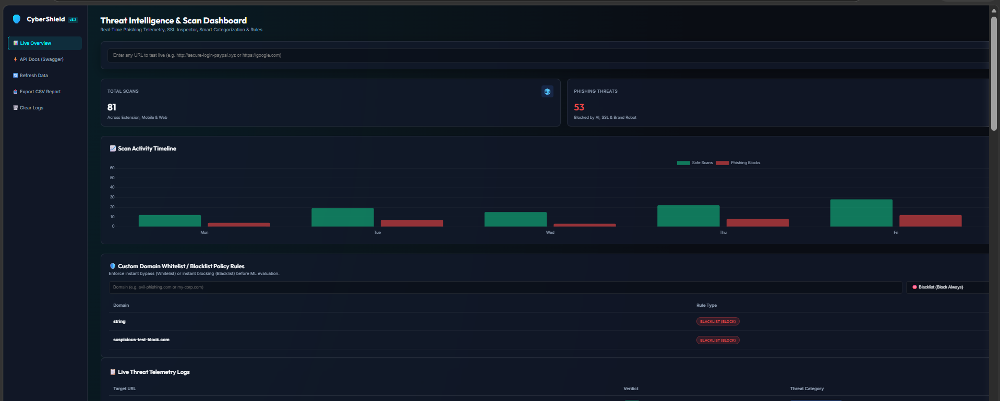 CyberShield v3.7
Live Overview
API Docs (Swagger)
Refresh Data
Export CSV Report
Clear Logs
Threat Intelligence & Scan Dashboard
Real-Time Phishing Telemetry, SSL Inspector, Smart Categorization & Rules
Enter any URL to test live (e.g. http://secure-login-paypal.xyz or https://google.com)
TOTAL SCANS
81
Across Extension, Mobile & Web
PHISHING THREATS
53
Blocked by AI, SSL & Brand Robot
Scan Activity Timeline
Safe Scans Phishing Blocks
60
50
40
30
20
10
0
Mon Tue Wed Thu Fri
Custom Domain Whitelist / Blacklist Policy Rules
Enforce instant bypass (Whitelist) or instant blocking (Blacklist) before ML evaluation.
Domain (e.g. evil-phishing.com or my-corp.com) Blacklist (Block Always)
Domain Rule Type
string BLACKLIST (BLOCK)
suspicious-test-block.com BLACKLIST (BLOCK)
Live Threat Telemetry Logs
Target URL Verdict Threat Category